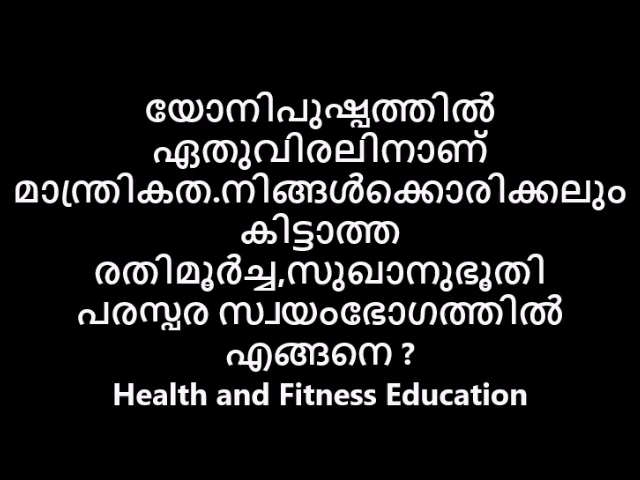 യോനിപുഷ്പത്തിൽ
ഏതുവിരലിനാണ്
മാന്ത്രികത.നിങ്ങൾക്കൊരിക്കലും
കിട്ടാത്ത
രതിമൂർച്ച,സുഖാനുഭൂതി
പരസ്പര സ്വയംഭോഗത്തിൽ
എങ്ങനെ ?
Health and Fitness Education